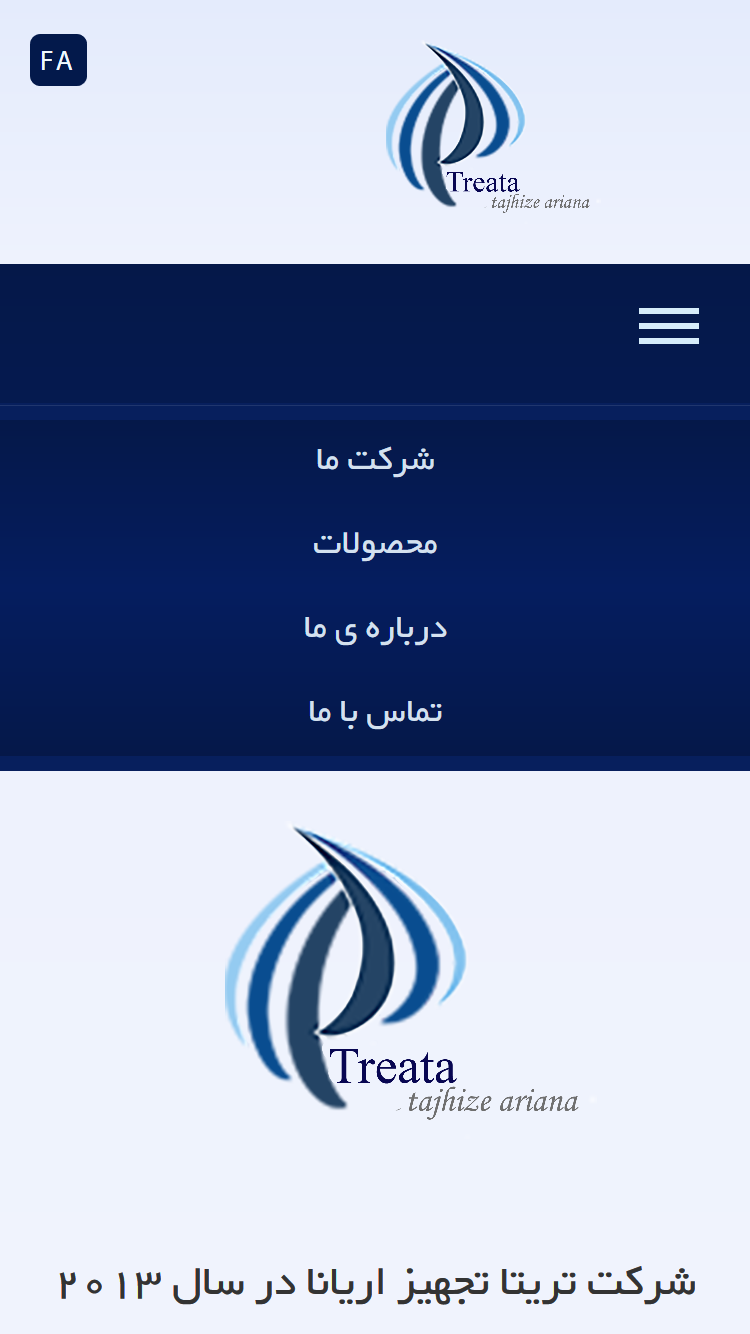 FA
Treata
tajhize ariana
شرکت ما
محصولات
درباره ی ما
تماس با ما
Treata
tajhize ariana
شرکت تریتا تجهیز اریانا در سال ۲۰۱۳